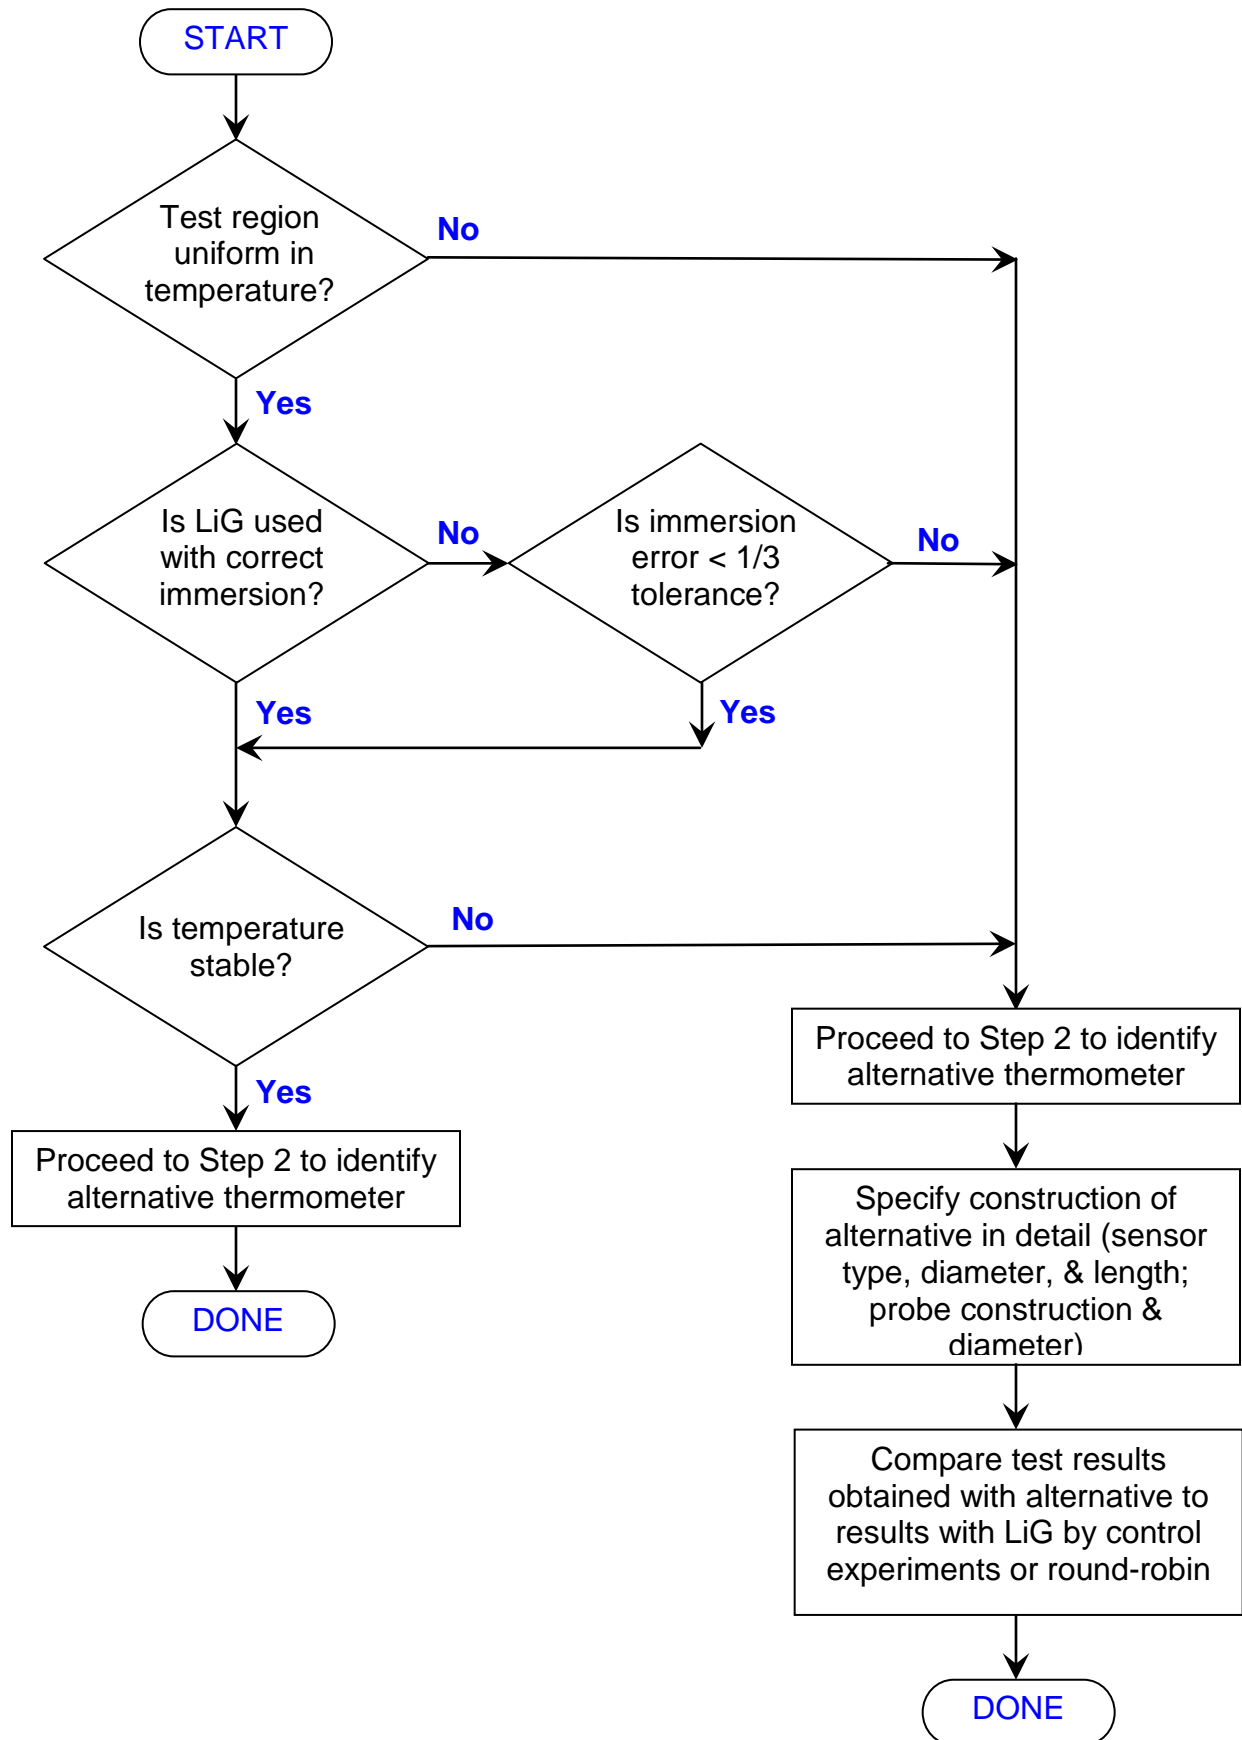 START
Test region
uniform in
temperature?
No
Yes
Is LiG used
with correct
immersion?
No
Is immersion
error < 1/3
tolerance?
No
Yes
Yes
Is temperature
stable?
No
Yes
Proceed to Step 2 to identify
alternative thermometer
DONE
Proceed to Step 2 to identify
alternative thermometer
Specify construction of
alternative in detail (sensor
type, diameter, & length;
probe construction &
diameter)
Compare test results
obtained with alternative to
results with LiG by control
experiments or round-robin
DONE